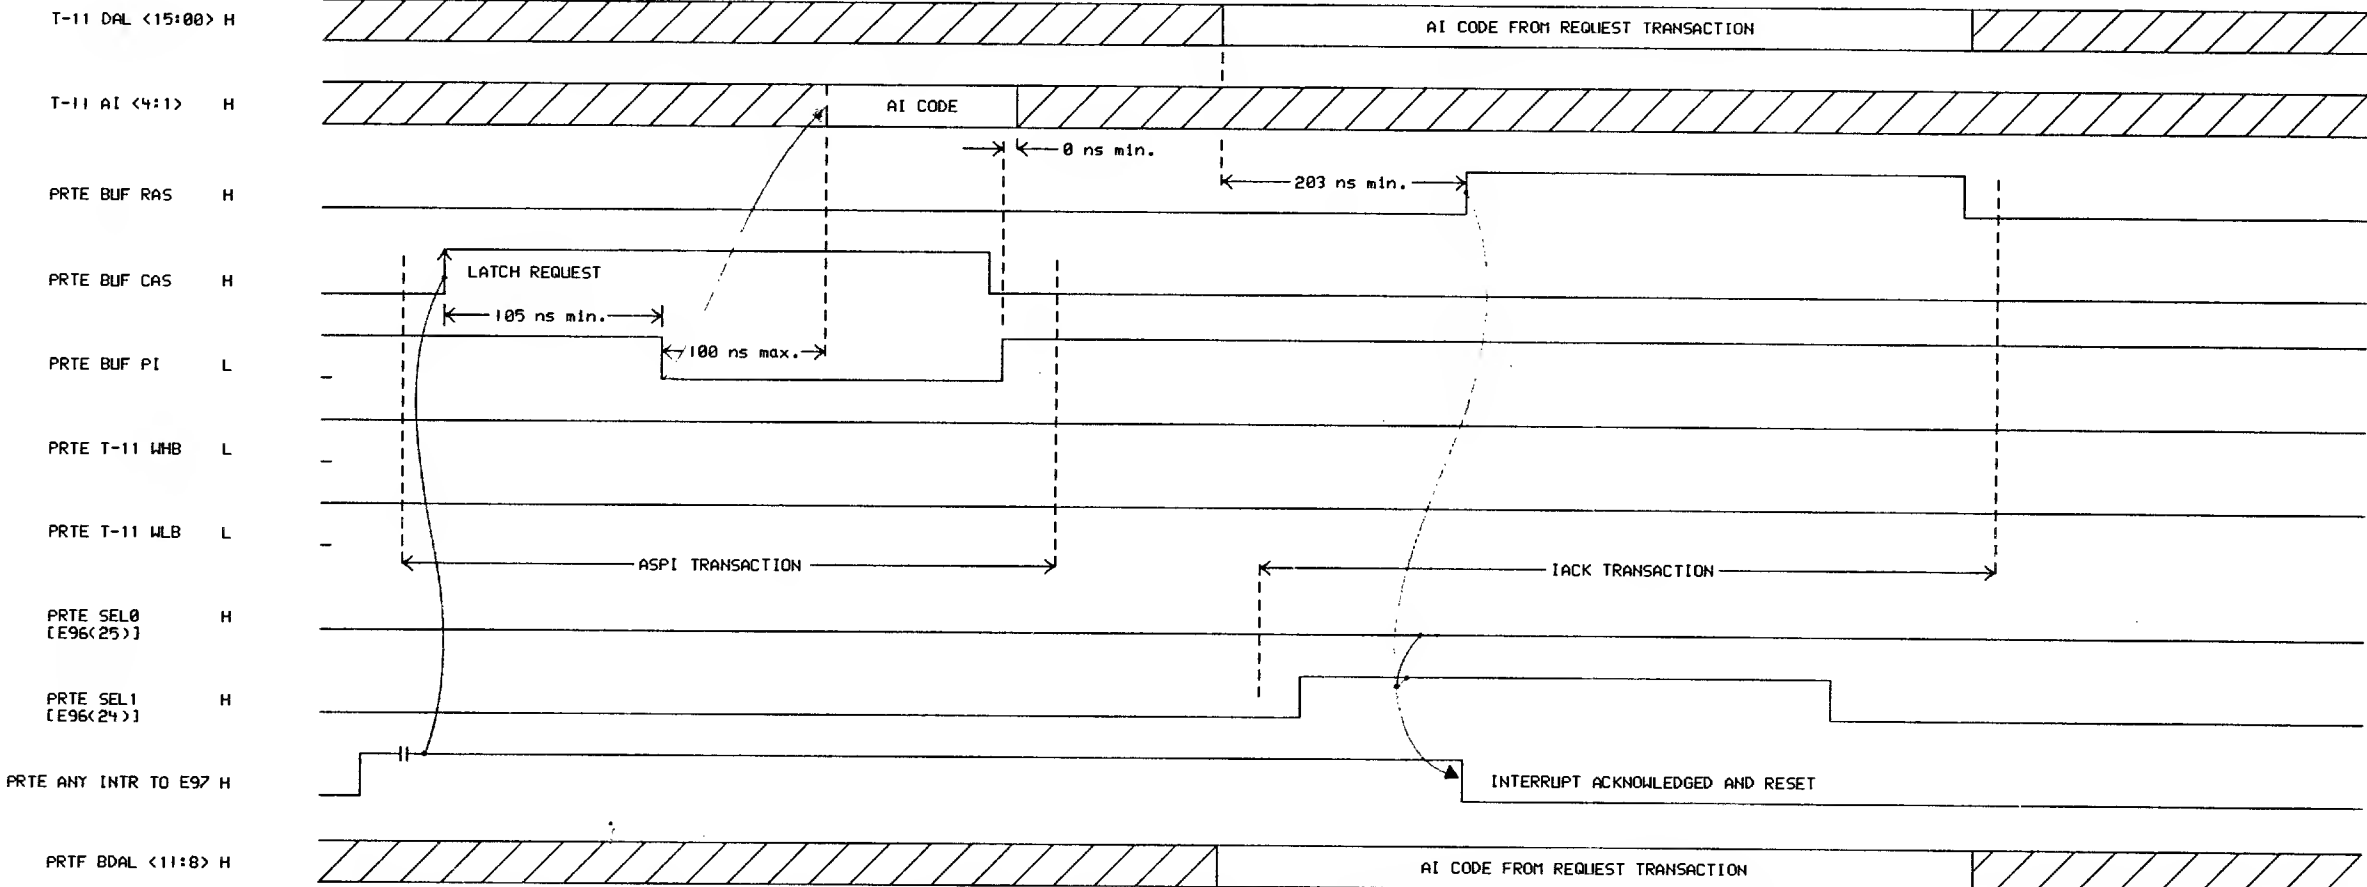 T-11 DAL <15:00> H
AI CODE FROM REQUEST TRANSACTION
T-11 AI <4:1> H
AI CODE
0 ns min.
PRTE BUF RAS H
203 ns min.
PRTE BUF CAS H
LATCH REQUEST
105 ns min.
PRTE BUF PI L
100 ns max.
PRTE T-11 WHB L
PRTE T-11 WLB L
ASPI TRANSACTION
IACK TRANSACTION
PRTE SEL0 H
[E96(25)]
PRTE SEL1 H
[E96(24)]
PRTE ANY INTR TO E97 H
INTERRUPT ACKNOWLEDGED AND RESET
PRTF BDAL <11:8> H
AI CODE FROM REQUEST TRANSACTION